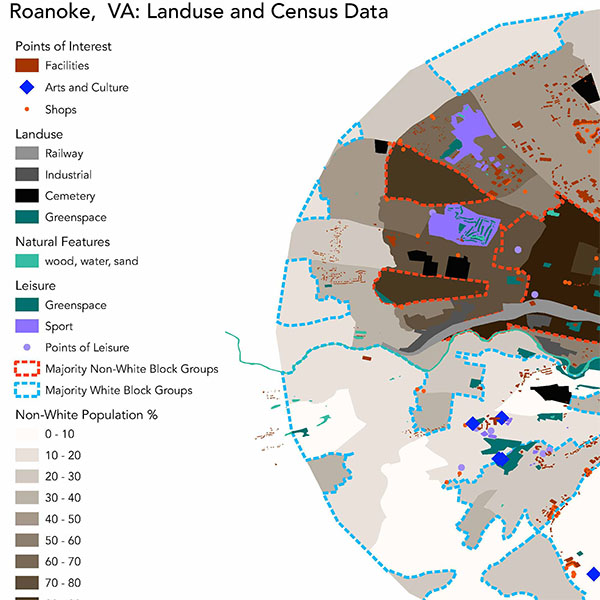 Roanoke, VA: Landuse and Census Data
Points of Interest
Facilities
Arts and Culture
Shops
Landuse
Railway
Industrial
Cemetery
Greenspace
Natural Features
wood, water, sand
Leisure
Greenspace
Sport
Points of Leisure
Majority Non-White Block Groups
Majority White Block Groups
Non-White Population %
0 - 10
10 - 20
20 - 30
30 - 40
40 - 50
50 - 60
60 - 70
70 - 80